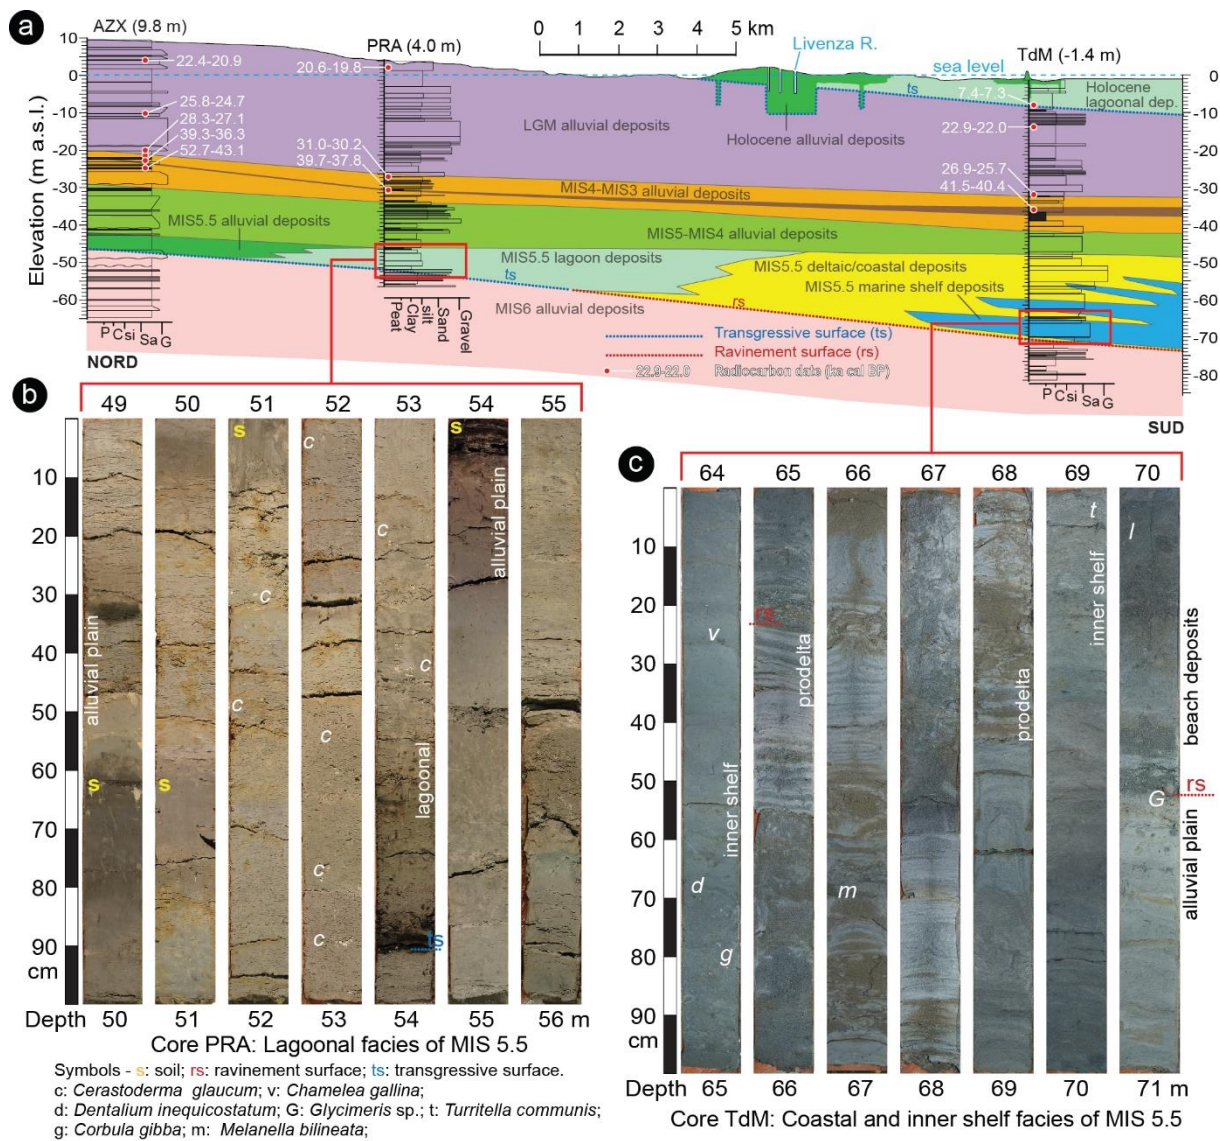 a
AZX (9.8 m)
PRA (4.0 m)
0 1 2 3 4 5 km
Livenza R.
TdM (-1.4 m)
sea level
Elevation (m a.s.l.)
10
0
-10
-20
-30
-40
-50
-60
22.4-20.9
25.8-24.7
28.3-27.1
39.3-36.3
52.7-43.1
20.6-19.8
31.0-30.2
39.7-37.8
7.4-7.3
22.9-22.0
26.9-25.7
41.5-40.4
ts
Holocene
lagoonal dep.
LGM alluvial deposits
Holocene alluvial deposits
MIS4-MIS3 alluvial deposits
MIS5.5 alluvial deposits
MIS5-MIS4 alluvial deposits
MIS5.5 lagoon deposits
MIS5.5 deltaic/coastal deposits
MIS5.5 marine shelf deposits
ts
rs
MIS6 alluvial deposits
Transgressive surface (ts)
Ravinement surface (rs)
22.9-22.0 Radiocarbon date (ka cal BP)
0
-10
-20
-30
-40
-50
-60
-70
-80
P C si Sa G
Peat
Clay
silt
Sand
Gravel
P C si Sa G
NORD
SUD
b
49 50 51 52 53 54 55
10
20
30
40
50
60
70
80
90
cm
s
s
s
s
c
c
c
c
c
c
c
c
alluvial plain
lagoonal
alluvial plain
ts
Depth 50 51 52 53 54 55 56 m
Core PRA: Lagoonal facies of MIS 5.5
Symbols - s: soil; rs: ravinement surface; ts: transgressive surface.
c: Cerastoderma glaucum; v: Chamelea gallina;
d: Dentalium inequicostatum; G: Glycimeris sp.; t: Turritella communis;
g: Corbula gibba; m: Melanella bilineata;
c
64 65 66 67 68 69 70
10
20
30
40
50
60
70
80
90
cm
v
d
g
inner shelf
rs
prodelta
m
prodelta
t
inner shelf
l
beach deposits
rs
G
alluvial plain
Depth 65 66 67 68 69 70 71 m
Core TdM: Coastal and inner shelf facies of MIS 5.5